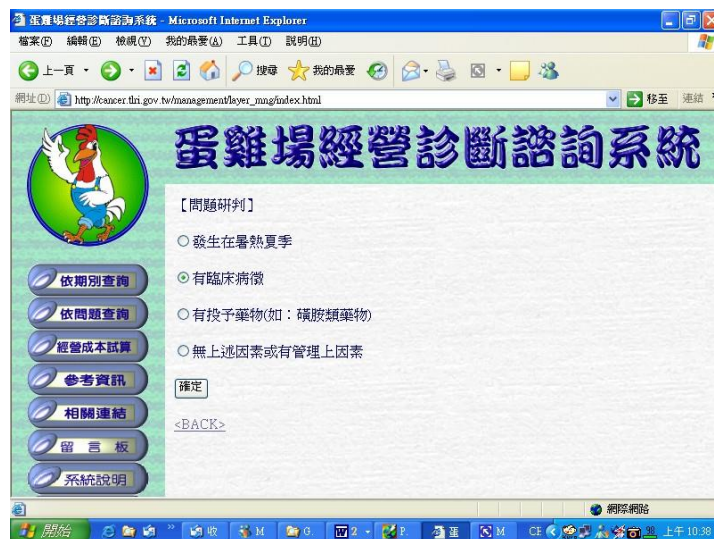 蛋雞場經營診斷諮詢系統 - Microsoft Internet Explorer
檔案(F) 編輯(E) 檢視(V) 我的最愛(A) 工具(T) 說明(H)
上一頁 搜尋 我的最愛
網址(D) http://cancer.tlri.gov.tw/management/layer_mng/index.html 移至 連結
蛋雞場經營診斷諮詢系統
【問題研判】
發生在暑熱夏季
有臨床病徵
有投予藥物(如：磺胺類藥物)
無上述因素或有管理上因素
確定
<BACK>
依期別查詢
依問題查詢
經營成本試算
參考資訊
相關連結
留言板
系統說明
網際網路
開始 收 M G. W 2 P. 蛋 M CE 上午 10:38